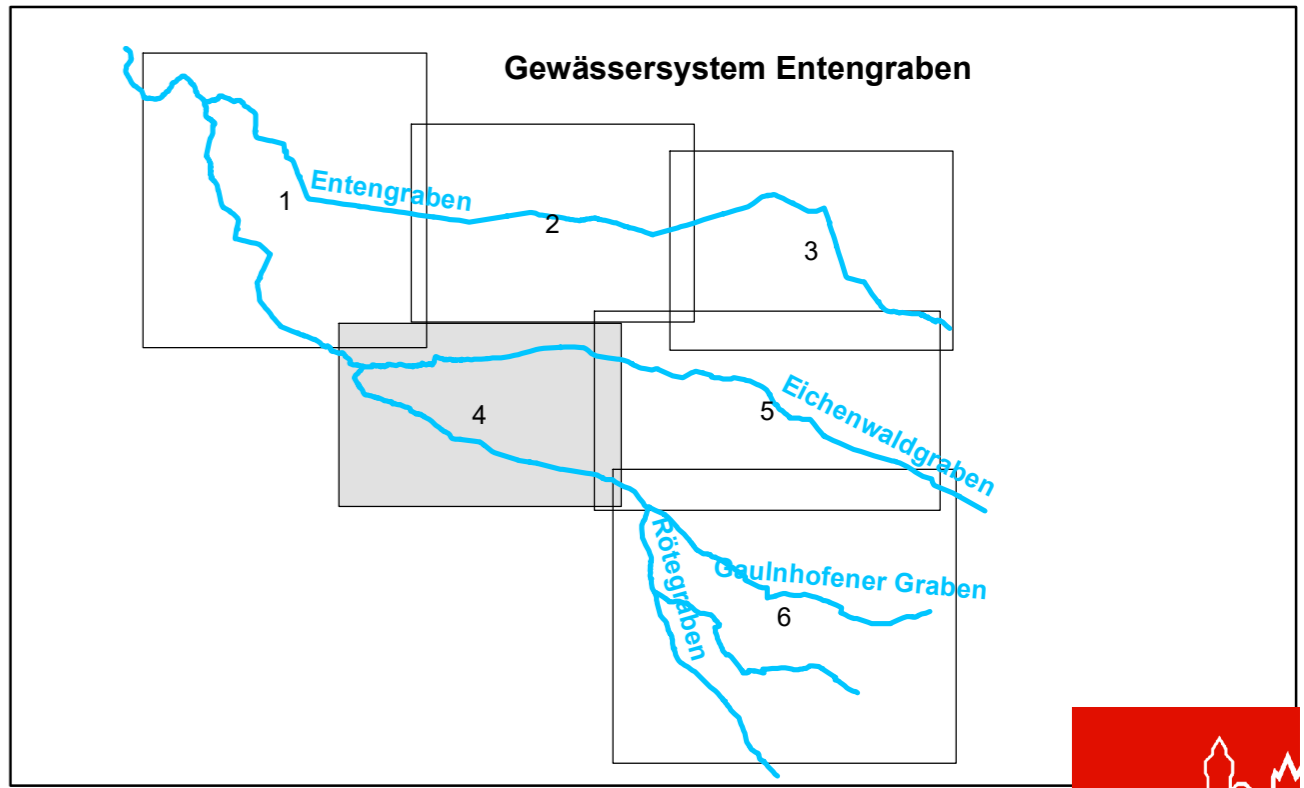 Gewässersystem Entengraben
Entengraben
1
2
3
4
5
Eichenwaldgraben
Rötegraben
Gaulnhofener Graben
6